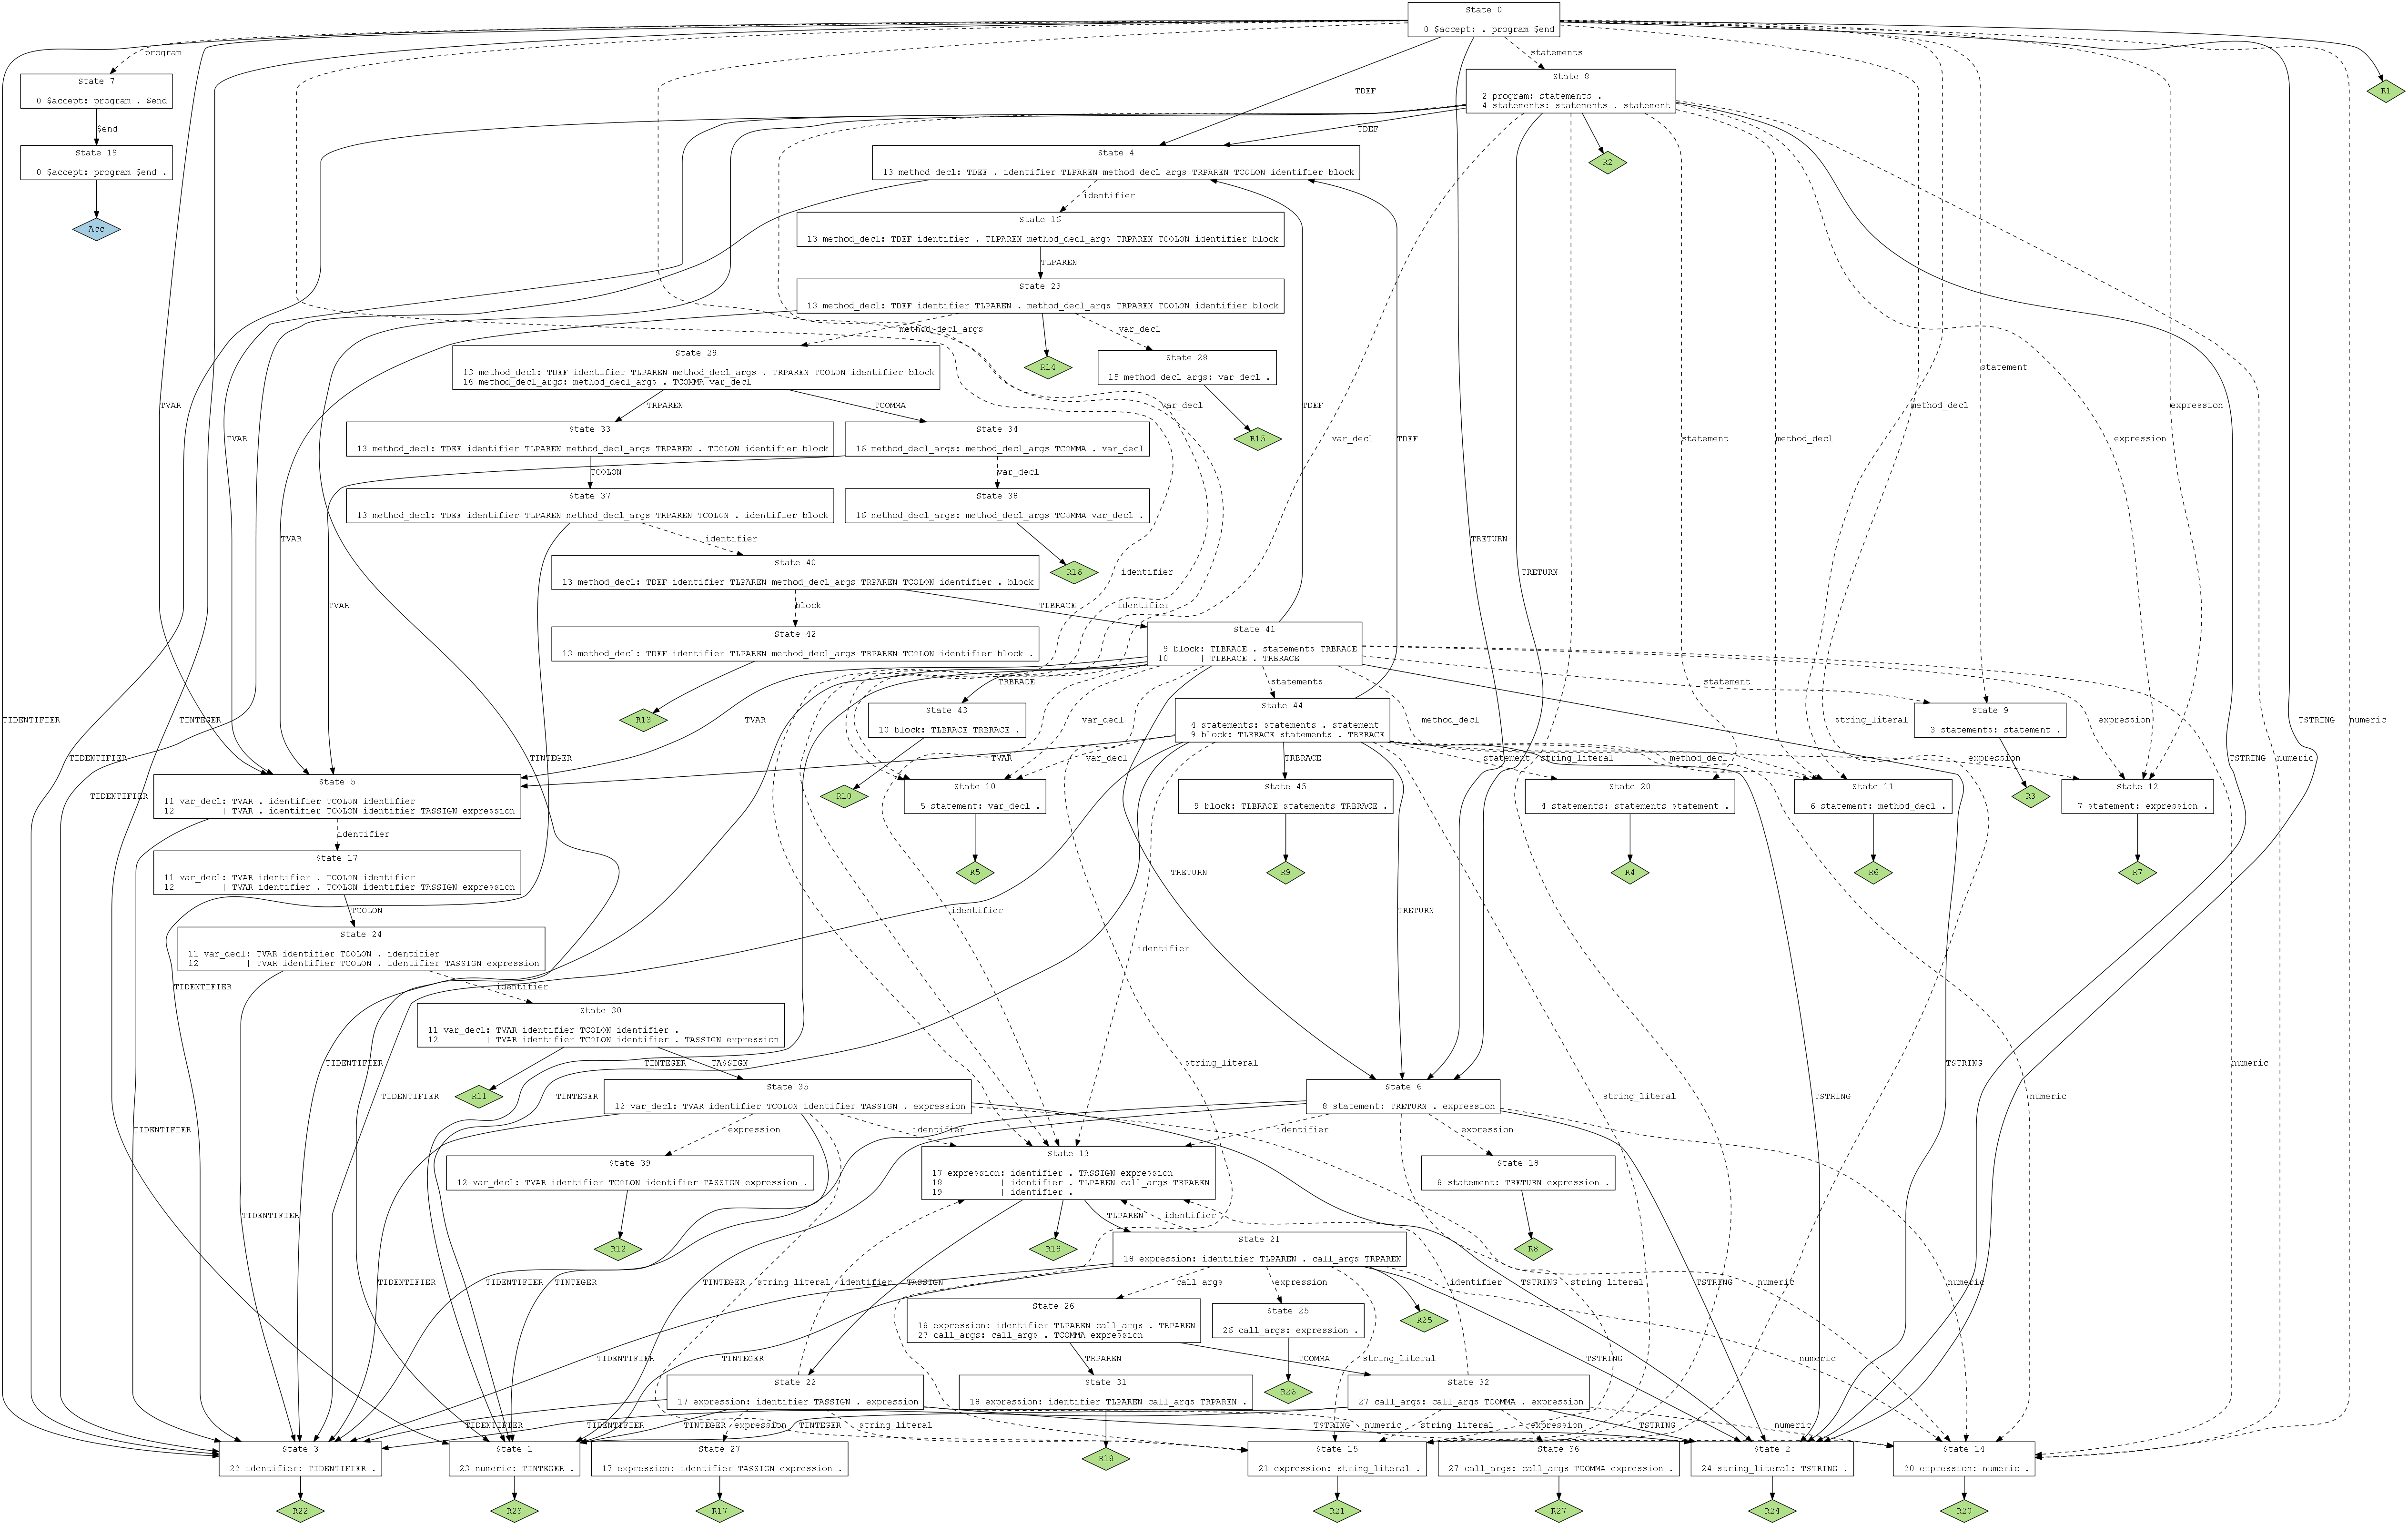 State 0
0 $accept: . program $end
program
statements
State 7
0 $accept: program . $end
State 8
2 program: statements .
4 statements: statements . statement
R1
TDEF
$end
TDEF
State 19
0 $accept: program $end .
State 4
13 method_decl: TDEF . identifier TLPAREN method_decl_args TRPAREN TCOLON identifier block
R2
identifier
Acc
State 16
13 method_decl: TDEF identifier . TLPAREN method_decl_args TRPAREN TCOLON identifier block
TLPAREN
State 23
13 method_decl: TDEF identifier TLPAREN . method_decl_args TRPAREN TCOLON identifier block
method_decl_args
var_decl
State 29
13 method_decl: TDEF identifier TLPAREN method_decl_args . TRPAREN TCOLON identifier block
16 method_decl_args: method_decl_args . TCOMMA var_decl
R14
State 28
15 method_decl_args: var_decl .
statement
TVAR
TRPAREN
TCOMMA
var_decl
TDEF
method_decl
expression
State 33
13 method_decl: TDEF identifier TLPAREN method_decl_args TRPAREN . TCOLON identifier block
State 34
16 method_decl_args: method_decl_args TCOMMA . var_decl
R15
TVAR
var_decl
TDEF
statement
method_decl
expression
TCOLON
var_decl
State 37
13 method_decl: TDEF identifier TLPAREN method_decl_args TRPAREN TCOLON . identifier block
State 38
16 method_decl_args: method_decl_args TCOMMA var_decl .
TVAR
identifier
TRETURN
State 40
13 method_decl: TDEF identifier TLPAREN method_decl_args TRPAREN TCOLON identifier . block
R16
identifier
TRETURN
TVAR
block
TLBRACE
identifier
State 42
13 method_decl: TDEF identifier TLPAREN method_decl_args TRPAREN TCOLON identifier block .
State 41
9 block: TLBRACE . statements TRBRACE
10 | TLBRACE . TRBRACE
TRBRACE
statements
statement
TIDENTIFIER
TINTEGER
R13
TVAR
State 43
10 block: TLBRACE TRBRACE .
var_decl
State 44
4 statements: statements . statement
9 block: TLBRACE statements . TRBRACE
method_decl
string_literal
State 9
3 statements: statement .
expression
TSTRING
numeric
TIDENTIFIER
TINTEGER
TVAR
var_decl
TRBRACE
statement
string_literal
method_decl
expression
TSTRING
numeric
State 5
11 var_decl: TVAR . identifier TCOLON identifier
12 | TVAR . identifier TCOLON identifier TASSIGN expression
TIDENTIFIER
R10
State 10
5 statement: var_decl .
State 45
9 block: TLBRACE statements TRBRACE .
State 20
4 statements: statements statement .
State 11
6 statement: method_decl .
R3
State 12
7 statement: expression .
identifier
State 17
11 var_decl: TVAR identifier . TCOLON identifier
12 | TVAR identifier . TCOLON identifier TASSIGN expression
R5
R9
TRETURN
R4
R6
R7
TCOLON
identifier
TRETURN
State 24
11 var_decl: TVAR identifier TCOLON . identifier
12 | TVAR identifier TCOLON . identifier TASSIGN expression
identifier
TIDENTIFIER
identifier
State 30
11 var_decl: TVAR identifier TCOLON identifier .
12 | TVAR identifier TCOLON identifier . TASSIGN expression
TIDENTIFIER
TINTEGER
TASSIGN
string_literal
TSTRING
numeric
R11
TIDENTIFIER
TINTEGER
State 35
12 var_decl: TVAR identifier TCOLON identifier TASSIGN . expression
State 6
8 statement: TRETURN . expression
string_literal
TSTRING
numeric
TIDENTIFIER
expression
identifier
identifier
expression
State 39
12 var_decl: TVAR identifier TCOLON identifier TASSIGN expression .
State 13
17 expression: identifier . TASSIGN expression
18 | identifier . TLPAREN call_args TRPAREN
19 | identifier .
State 18
8 statement: TRETURN expression .
TIDENTIFIER
TLPAREN
identifier
R12
R19
State 21
18 expression: identifier TLPAREN . call_args TRPAREN
R8
TIDENTIFIER
TIDENTIFIER
TINTEGER
TINTEGER
string_literal
identifier
TASSIGN
call_args
expression
identifier
TSTRING
string_literal
TSTRING
numeric
numeric
State 26
18 expression: identifier TLPAREN call_args . TRPAREN
27 call_args: call_args . TCOMMA expression
State 25
26 call_args: expression .
R25
TIDENTIFIER
TINTEGER
TRPAREN
TCOMMA
string_literal
TSTRING
numeric
State 22
17 expression: identifier TASSIGN . expression
State 31
18 expression: identifier TLPAREN call_args TRPAREN .
R26
State 32
27 call_args: call_args TCOMMA . expression
TIDENTIFIER
TIDENTIFIER
TINTEGER
expression
TINTEGER
string_literal
TSTRING
numeric
string_literal
expression
TSTRING
numeric
State 3
22 identifier: TIDENTIFIER .
State 1
23 numeric: TINTEGER .
State 27
17 expression: identifier TASSIGN expression .
R18
State 15
21 expression: string_literal .
State 36
27 call_args: call_args TCOMMA expression .
State 2
24 string_literal: TSTRING .
State 14
20 expression: numeric .
R22
R23
R17
R21
R27
R24
R20